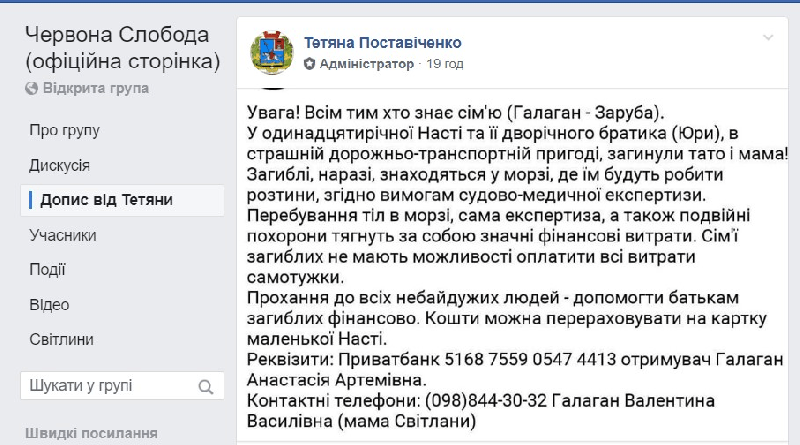 Червона Слобода
(офіційна сторінка)
Відкрита група
Про групу
Дискусія
Допис від Тетяни
Учасники
Події
Відео
Світлини
Шукати у групі
Швидкі посилання
Тетяна Поставіченко
Адміністратор · 19 год
Увага! Всім тим хто знає сім'ю (Галаган - Заруба).
У одинадцятирічної Насті та її дворічного братика (Юри), в
страшній дорожньо-транспортній пригоді, загинули тато і мама!
Загиблі, наразі, знаходяться у морзі, де їм будуть робити
розтини, згідно вимогам судово-медичної експертизи.
Перебування тіл в морзі, сама експертиза, а також подвійні
похорони тягнуть за собою значні фінансові витрати. Сім'ї
загиблих не мають можливості оплатити всі витрати
самотужки.
Прохання до всіх небайдужих людей - допомогти батькам
загиблих фінансово. Кошти можна перераховувати на картку
маленької Насті.
Реквізити: Приватбанк 5168 7559 0547 4413 отримувач Галаган
Анастасія Артемівна.
Контактні телефони: (098)844-30-32 Галаган Валентина
Василівна (мама Світлани)